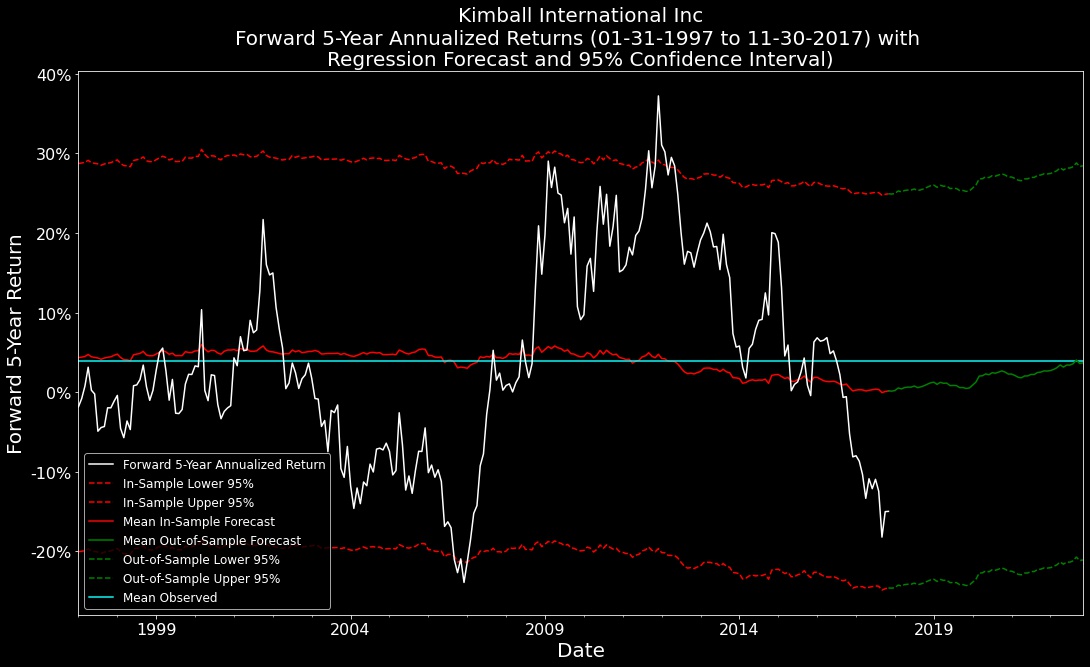 Kimball International Inc
Forward 5-Year Annualized Returns (01-31-1997 to 11-30-2017) with
Regression Forecast and 95% Confidence Interval)
Forward 5-Year Return
40%
30%
20%
10%
0%
-10%
-20%
Forward 5-Year Annualized Return
In-Sample Lower 95%
In-Sample Upper 95%
Mean In-Sample Forecast
Mean Out-of-Sample Forecast
Out-of-Sample Lower 95%
Out-of-Sample Upper 95%
Mean Observed
1999 2004 2009 2014 2019
Date